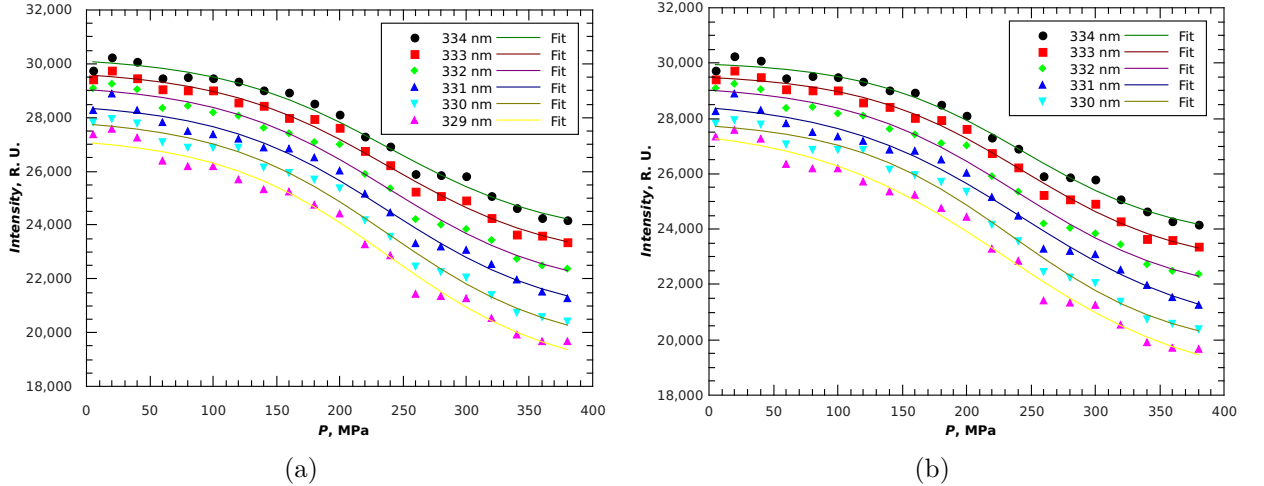 32,000
30,000
28,000
26,000
24,000
22,000
20,000
18,000
0 50 100 150 200 250 300 350 400
Intensity, R. U.
P, MPa
334 nm Fit
333 nm Fit
332 nm Fit
331 nm Fit
330 nm Fit
329 nm Fit
(a)
32,000
30,000
28,000
26,000
24,000
22,000
20,000
18,000
0 50 100 150 200 250 300 350 400
Intensity, R. U.
P, MPa
334 nm Fit
333 nm Fit
332 nm Fit
331 nm Fit
330 nm Fit
(b)